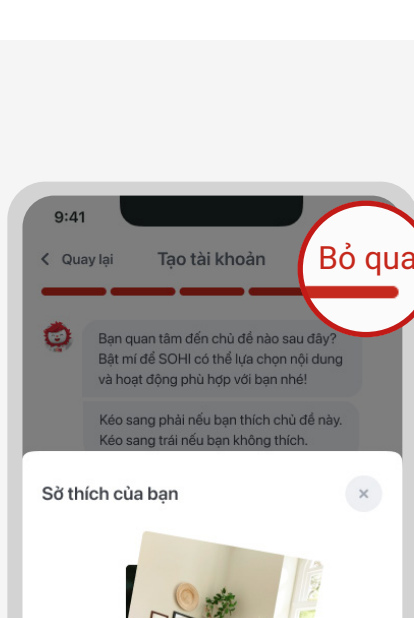 9:41
Quay lại
Tạo tài khoản
Bỏ qua
Bạn quan tâm đến chủ đề nào sau đây?
Bật mí để SOHI có thể lựa chọn nội dung
và hoạt động phù hợp với bạn nhé!
Kéo sang phải nếu bạn thích chủ đề này.
Kéo sang trái nếu bạn không thích.
Sở thích của bạn